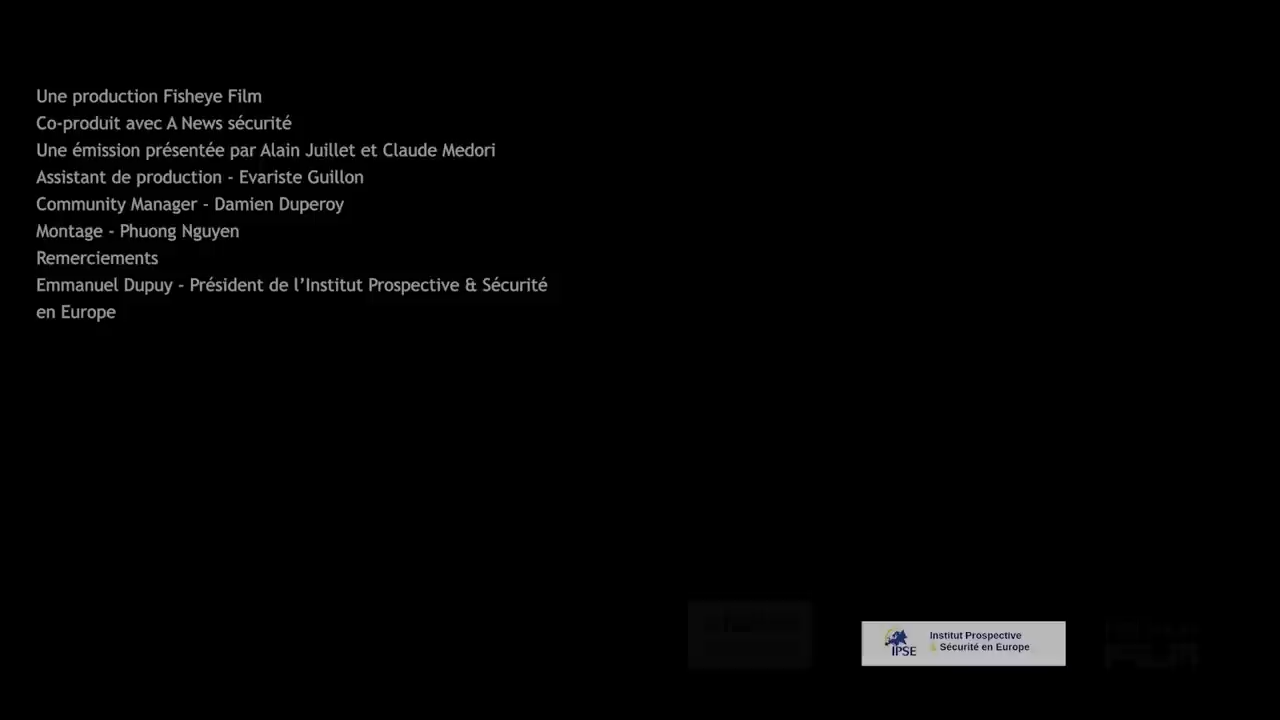 Une production Fisheye Film
Co-produit avec A News sécurité
Une émission présentée par Alain Juillet et Claude Medori
Assistant de production - Evariste Guillon
Community Manager - Damien Duperoy
Montage - Phuong Nguyen
Remerciements
Emmanuel Dupuy - Président de l’Institut Prospective & Sécurité
en Europe
IPSE
Institut Prospective
& Sécurité en Europe